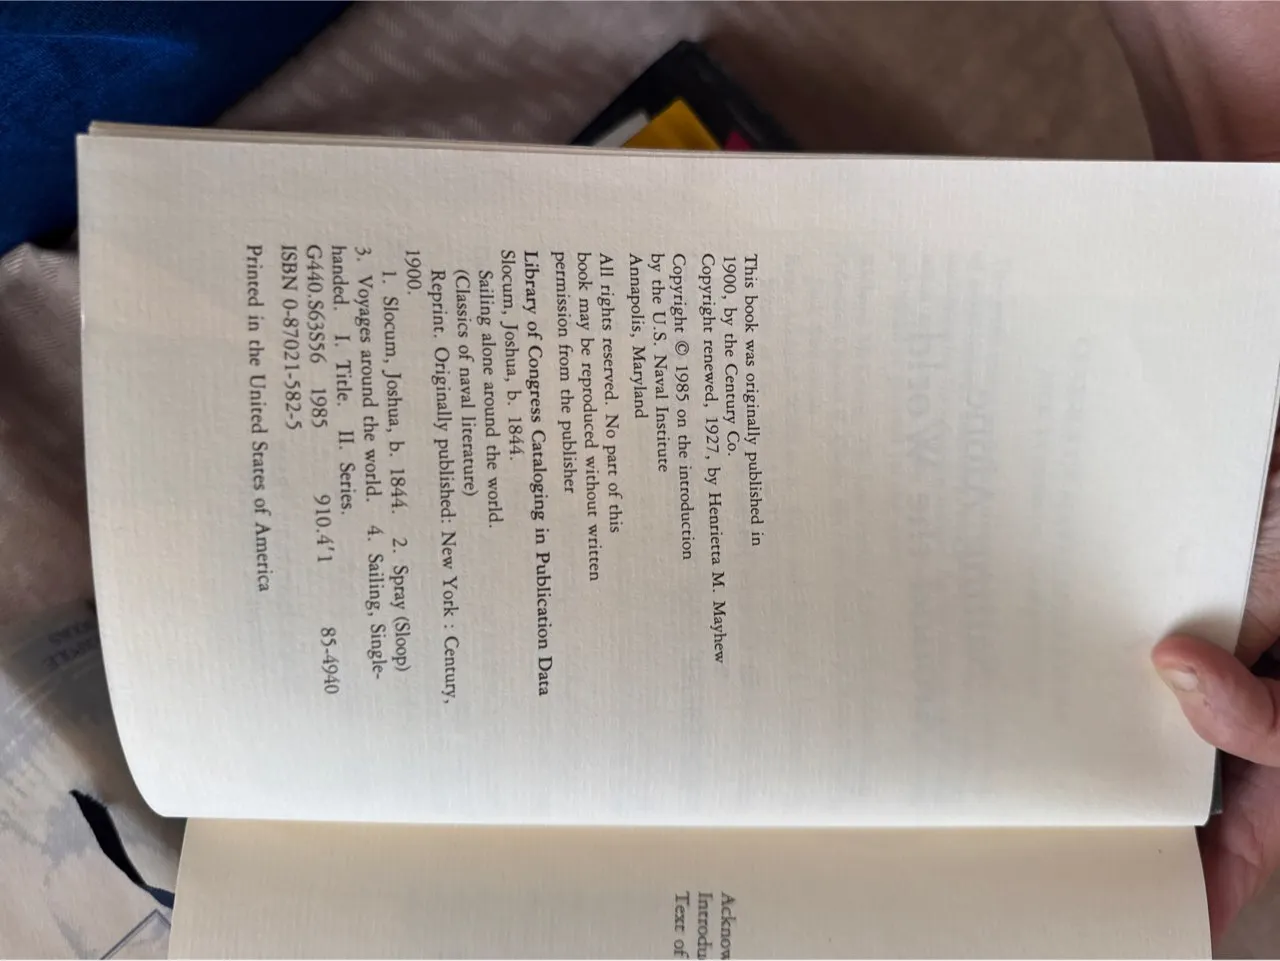 This book was originally published in
1900, by the Century Co.
Copyright renewed, 1927, by Henrietta M. Mayhew
Copyright © 1985 on the introduction
by the U.S. Naval Institute
Annapolis, Maryland
All rights reserved. No part of this
book may be reproduced without written
permission from the publisher
Library of Congress Cataloging in Publication Data
Slocum, Joshua, b. 1844.
Sailing alone around the world.
(Classics of naval literature)
Reprint. Originally published: New York : Century,
1900.
1. Slocum, Joshua, b. 1844. 2. Spray (Sloop)
3. Voyages around the world. 4. Sailing, Single-
handed. I. Title. II. Series.
G440.S63S56 1985 910.4'1 85-4940
ISBN 0-87021-582-5
Printed in the United States of America
Acknow
Introdu
Text of